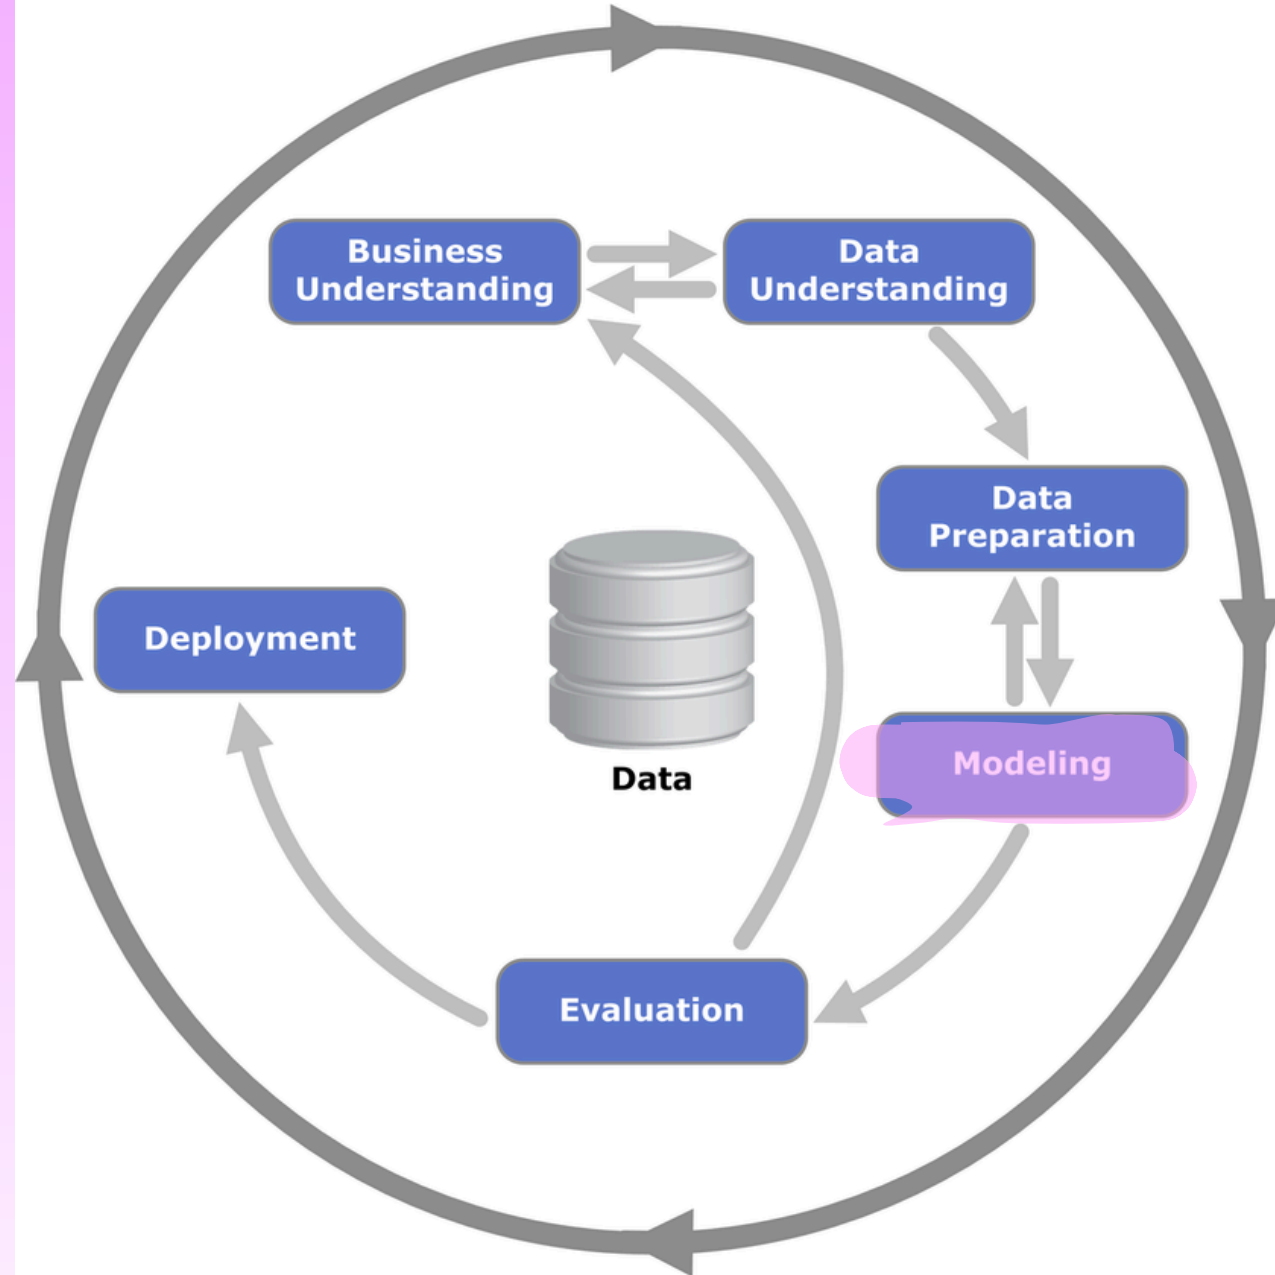 Business
Understanding
Data
Understanding
Data
Preparation
Deployment
Data
Modeling
Evaluation